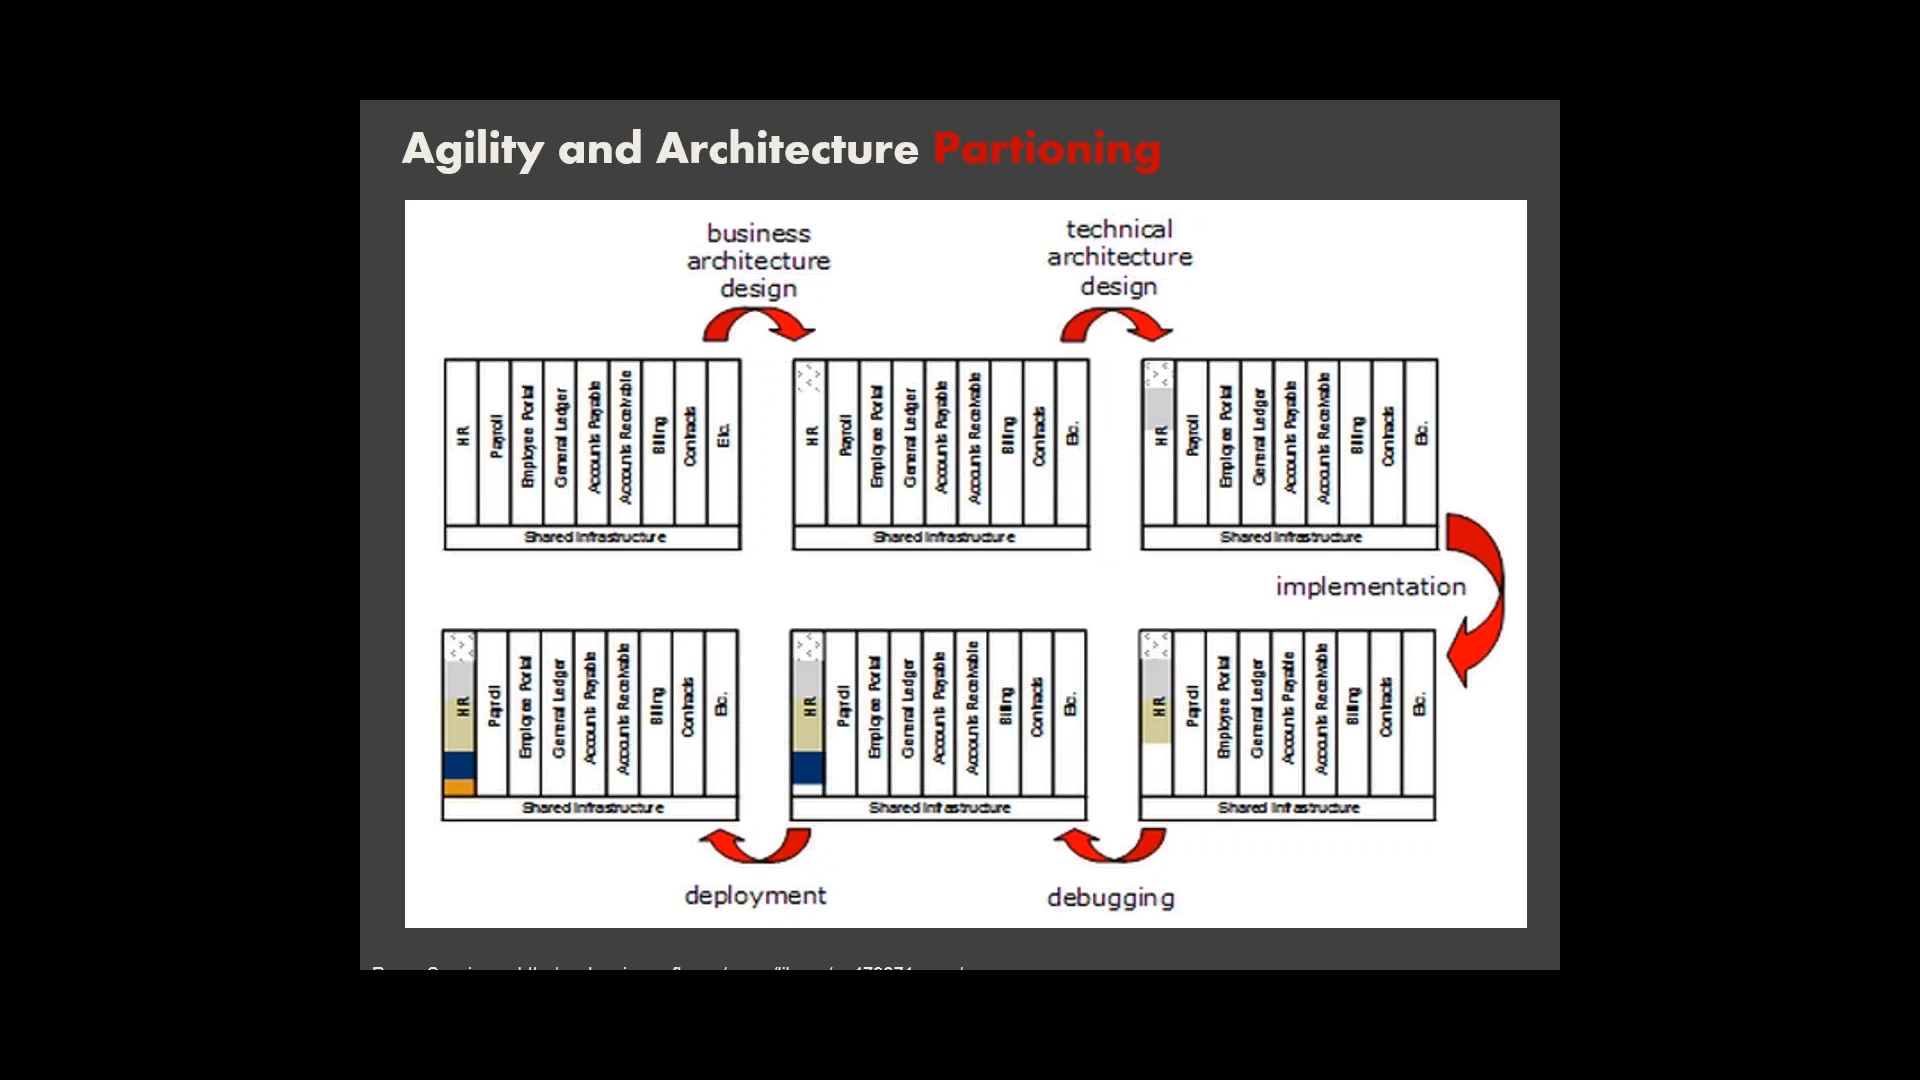 Agility and Architecture Partioning
business
architecture
design
technical
architecture
design
HR
Payroll
Employee Portal
General Ledger
Accounts Payable
Accounts Receivable
Billing
Contracts
Etc.
Shared Infrastructure
HR
Payroll
Employee Portal
General Ledger
Accounts Payable
Accounts Receivable
Billing
Contracts
Etc.
Shared Infrastructure
HR
Payroll
Employee Portal
General Ledger
Accounts Payable
Accounts Receivable
Billing
Contracts
Etc.
Shared Infrastructure
implementation
HR
Payroll
Employee Portal
General Ledger
Accounts Payable
Accounts Receivable
Billing
Contracts
Etc.
Shared Infrastructure
HR
Payroll
Employee Portal
General Ledger
Accounts Payable
Accounts Receivable
Billing
Contracts
Etc.
Shared Infrastructure
HR
Payroll
Employee Portal
General Ledger
Accounts Payable
Accounts Receivable
Billing
Contracts
Etc.
Shared Infrastructure
deployment
debugging